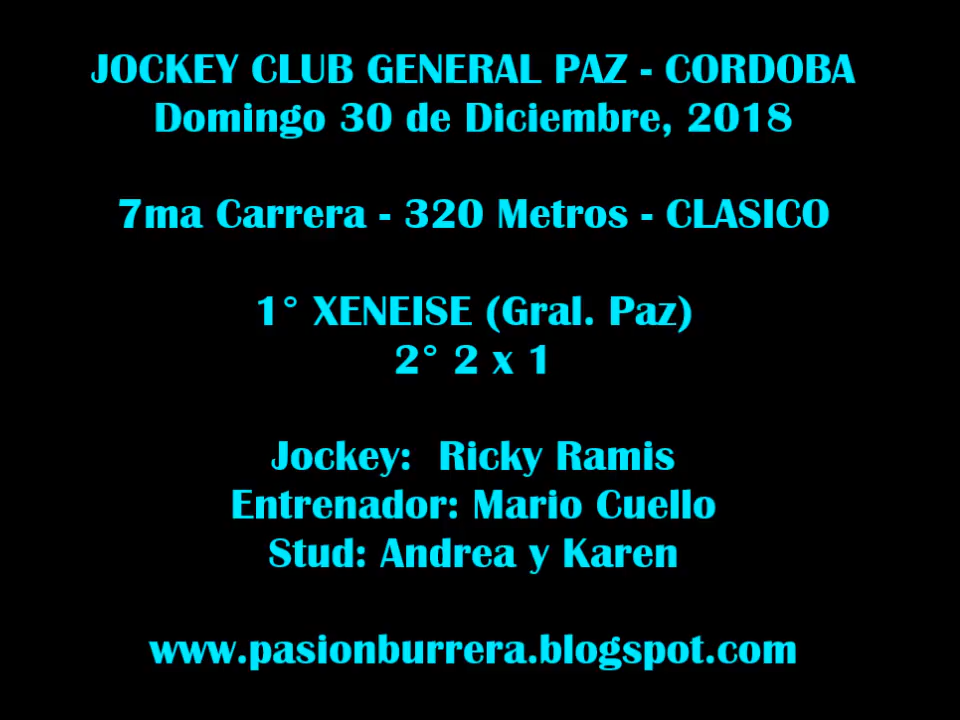 JOCKEY CLUB GENERAL PAZ - CORDOBA
Domingo 30 de Diciembre, 2018
7ma Carrera - 320 Metros - CLASICO
1° XENEISE (Gral. Paz)
2° 2 x 1
Jockey: Ricky Ramis
Entrenador: Mario Cuello
Stud: Andrea y Karen
www.pasionburrera.blogspot.com